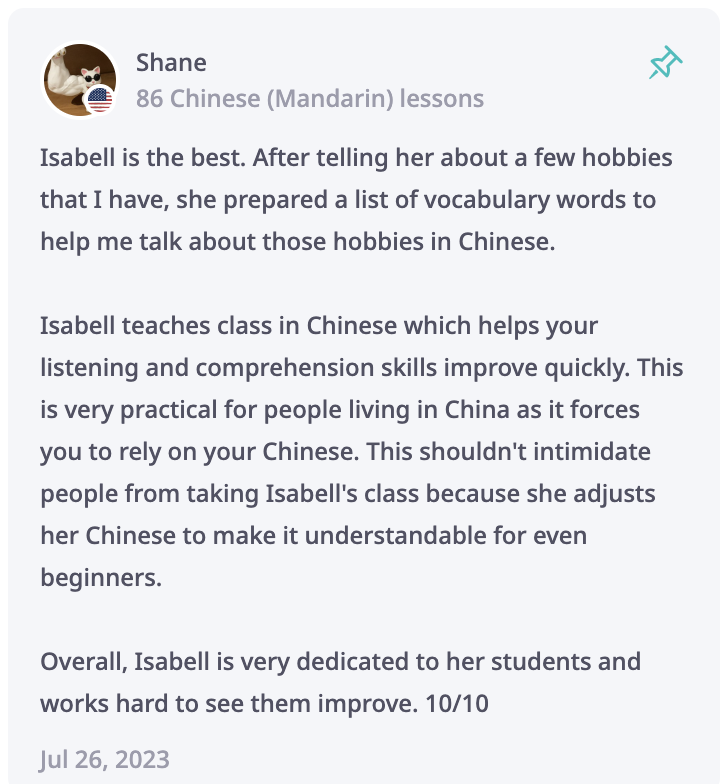 Shane
86 Chinese (Mandarin) lessons
Isabell is the best. After telling her about a few hobbies
that I have, she prepared a list of vocabulary words to
help me talk about those hobbies in Chinese.
Isabell teaches class in Chinese which helps your
listening and comprehension skills improve quickly. This
is very practical for people living in China as it forces
you to rely on your Chinese. This shouldn't intimidate
people from taking Isabell's class because she adjusts
her Chinese to make it understandable for even
beginners.
Overall, Isabell is very dedicated to her students and
works hard to see them improve. 10/10
Jul 26, 2023